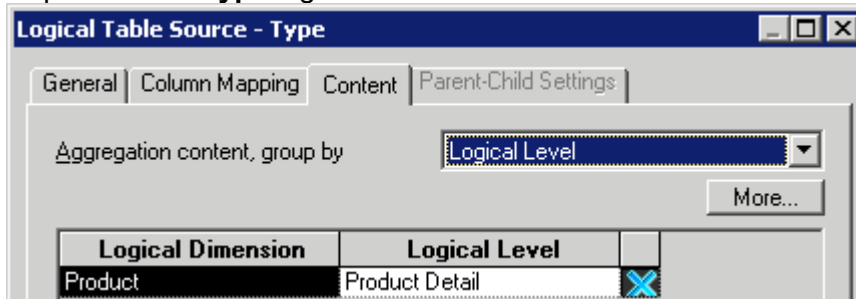 Logical Table Source - Type
General Column Mapping Content Parent-Child Settings
Aggregation content, group by Logical Level
More...
Logical Dimension Logical Level
Product Product Detail